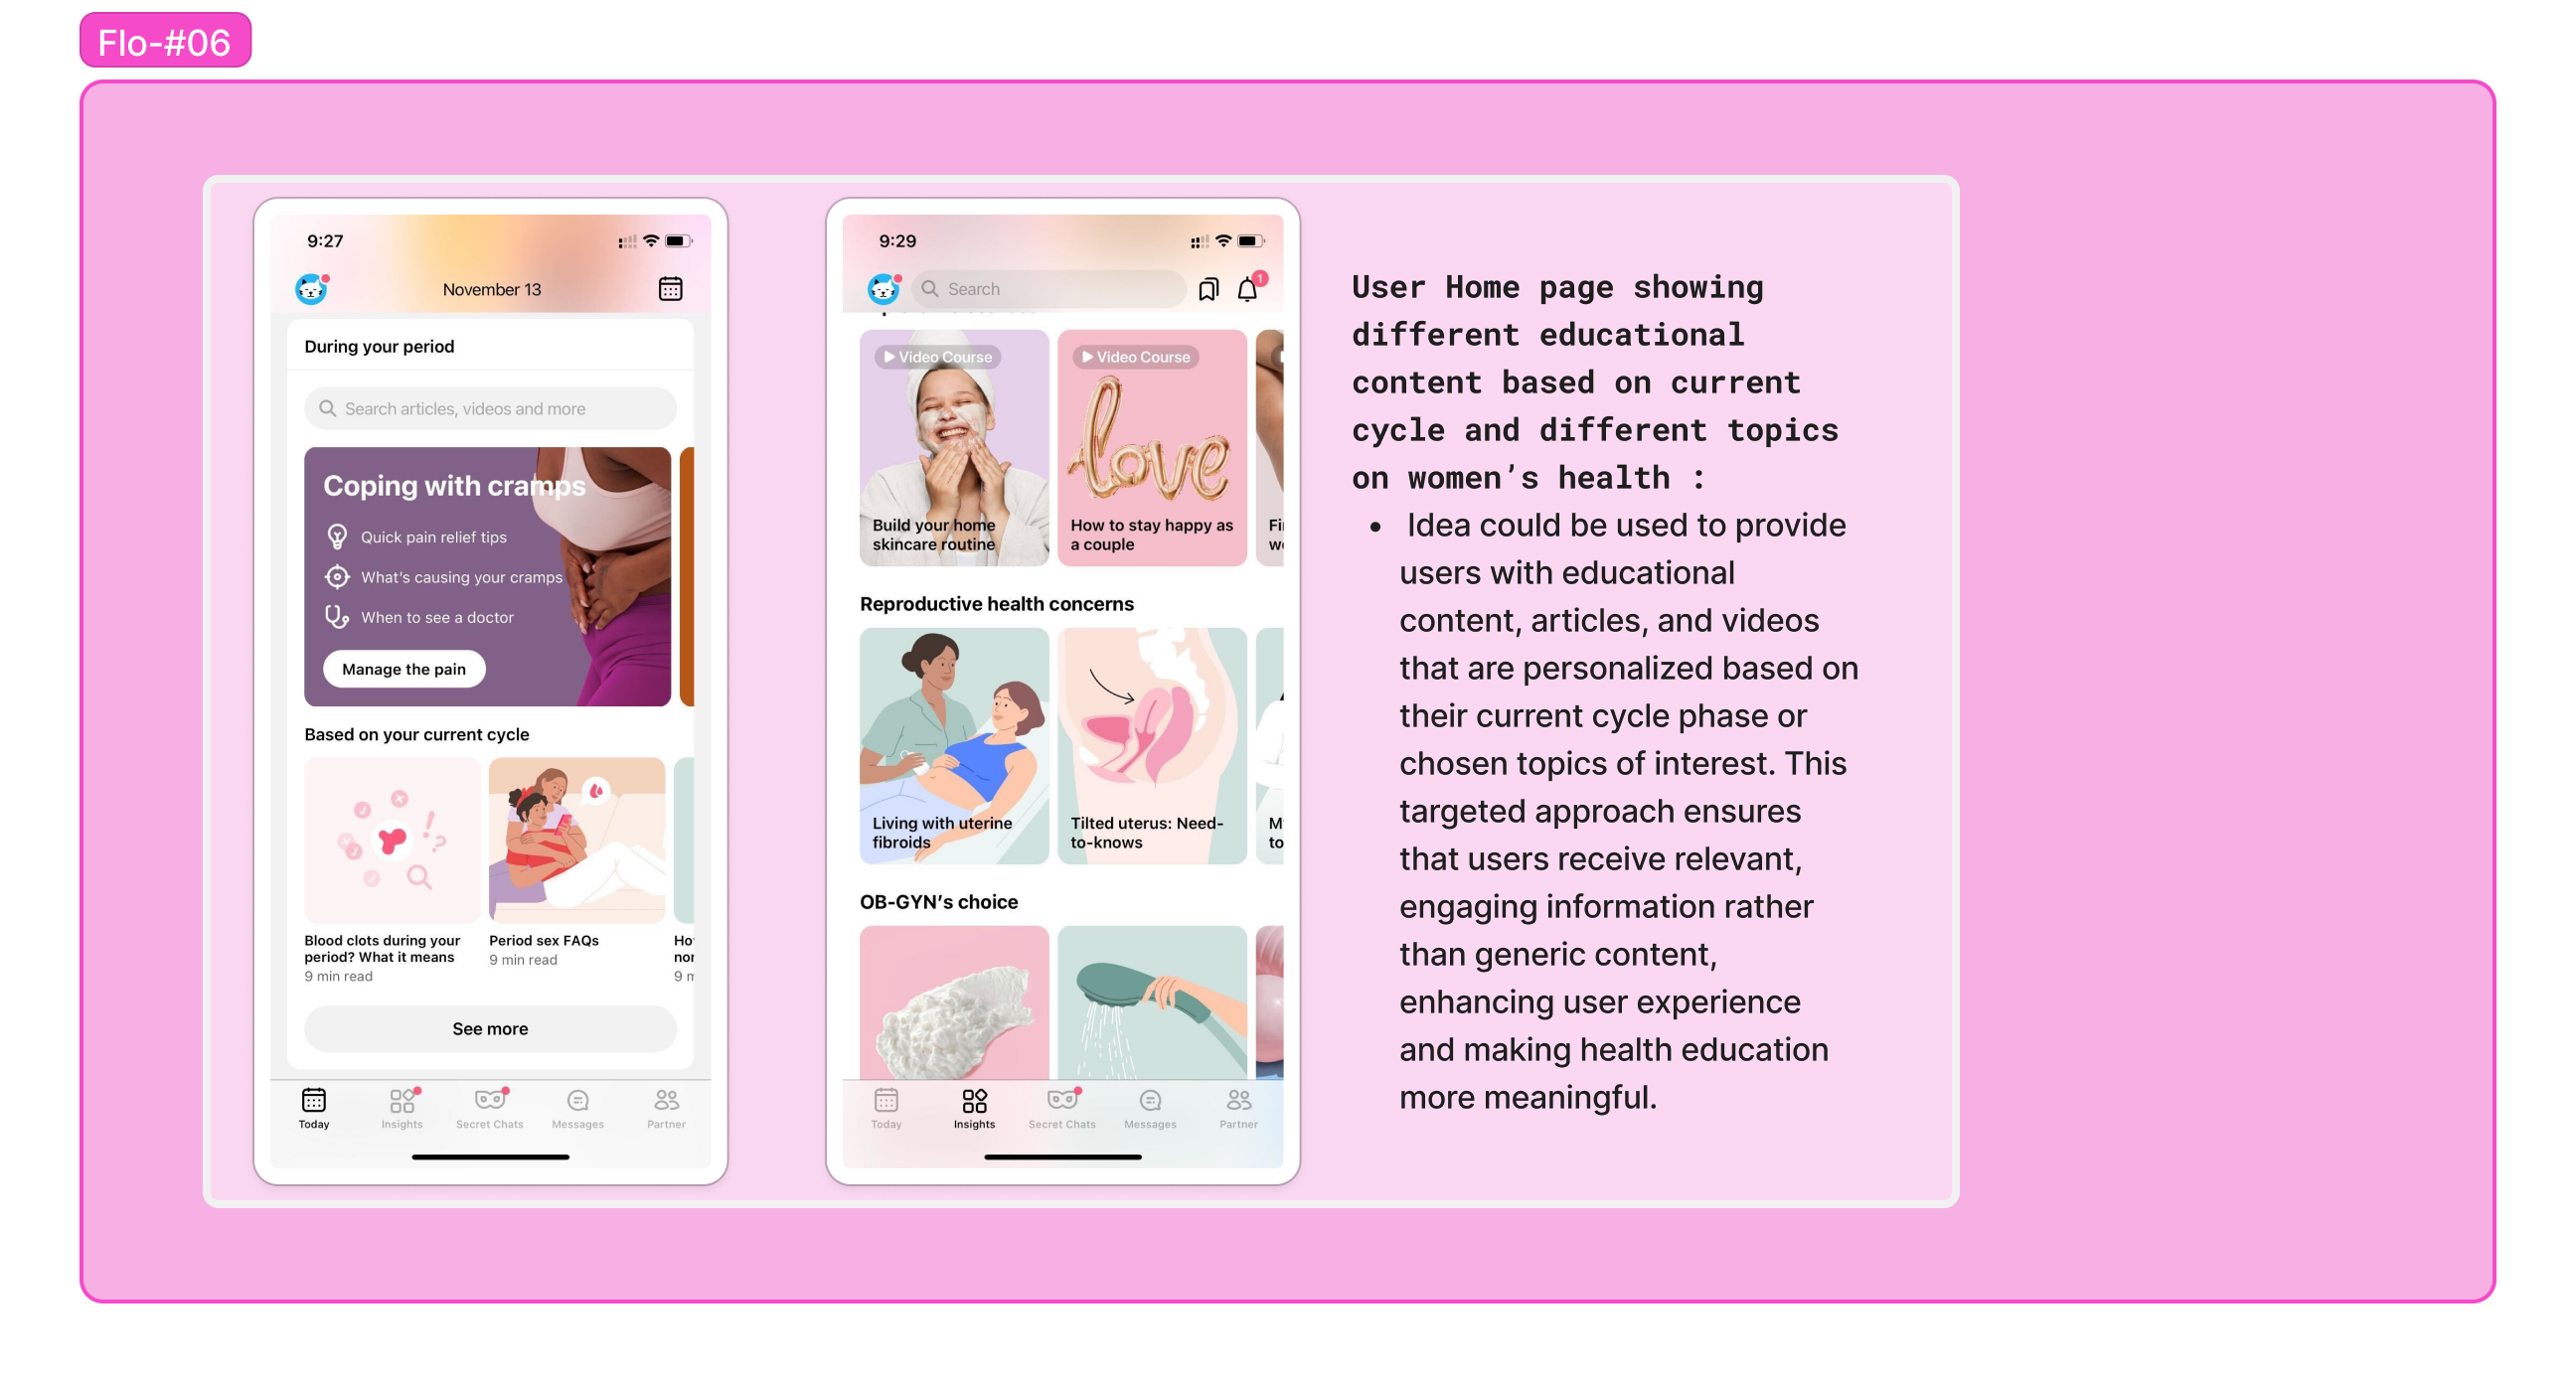 Flo-#06
9:27
November 13
During your period
Search articles, videos and more
Coping with cramps
Quick pain relief tips
What's causing your cramps
When to see a doctor
Manage the pain
Based on your current cycle
Blood clots during your
period? What it means
9 min read
Period sex FAQs
9 min read
See more
Today
Insights
Secret Chats
Messages
Partner
9:29
Search
1
Video Course
Build your home
skincare routine
Video Course
love
How to stay happy as
a couple
Reproductive health concerns
Living with uterine
fibroids
Tilted uterus: Need-
to-knows
OB-GYN's choice
Today
Insights
Secret Chats
Messages
Partner
User Home page showing
different educational
content based on current
cycle and different topics
on women’s health :
• Idea could be used to provide
users with educational
content, articles, and videos
that are personalized based on
their current cycle phase or
chosen topics of interest. This
targeted approach ensures
that users receive relevant,
engaging information rather
than generic content,
enhancing user experience
and making health education
more meaningful.